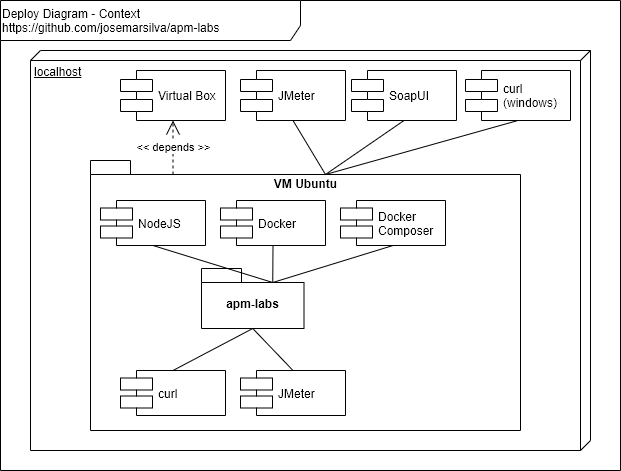 Deploy Diagram - Context
https://github.com/josemarsilva/apm-labs
localhost
Virtual Box
JMeter
SoapUI
curl
(windows)
<< depends >>
VM Ubuntu
NodeJS
Docker
Docker
Composer
apm-labs
curl
JMeter